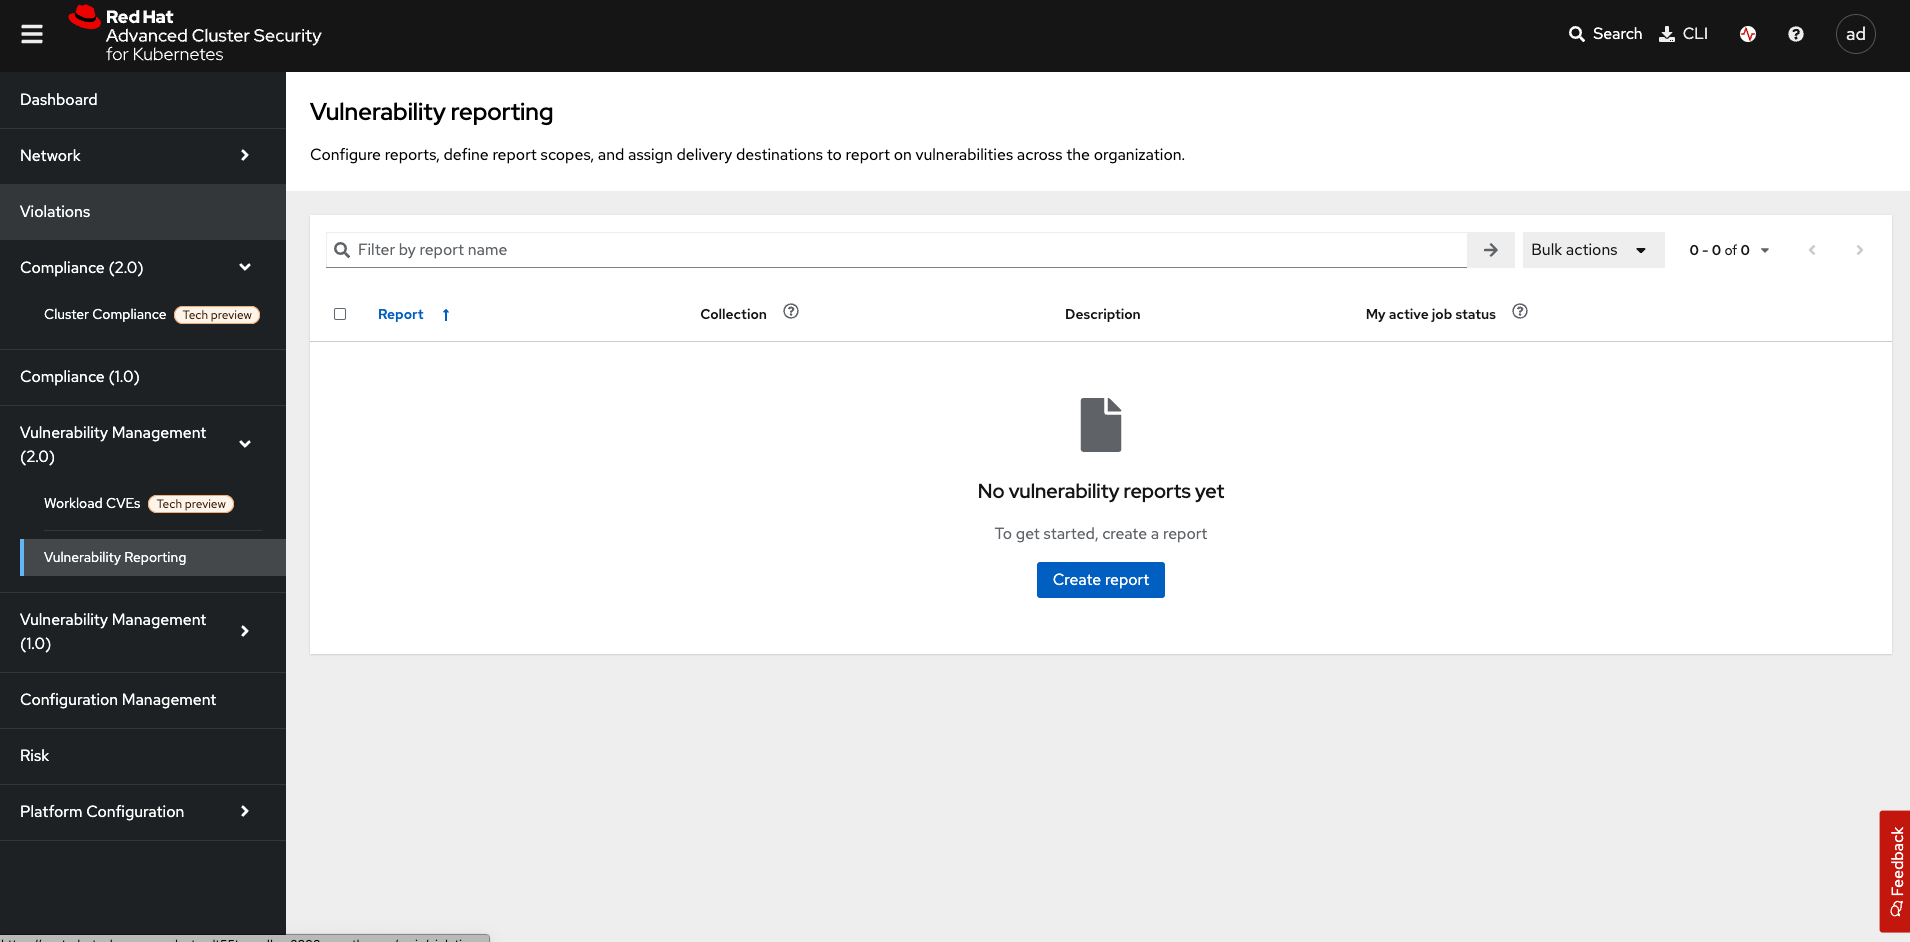 Red Hat
Advanced Cluster Security
for Kubernetes
Search
CLI
ad
Dashboard
Network
Violations
Compliance (2.0)
Cluster Compliance Tech preview
Compliance (1.0)
Vulnerability Management
(2.0)
Workload CVEs Tech preview
Vulnerability Reporting
Vulnerability Management
(1.0)
Configuration Management
Risk
Platform Configuration
Vulnerability reporting
Configure reports, define report scopes, and assign delivery destinations to report on vulnerabilities across the organization.
Filter by report name
Bulk actions
0 - 0 of 0
Report
Collection
Description
My active job status
No vulnerability reports yet
To get started, create a report
Create report
Feedback